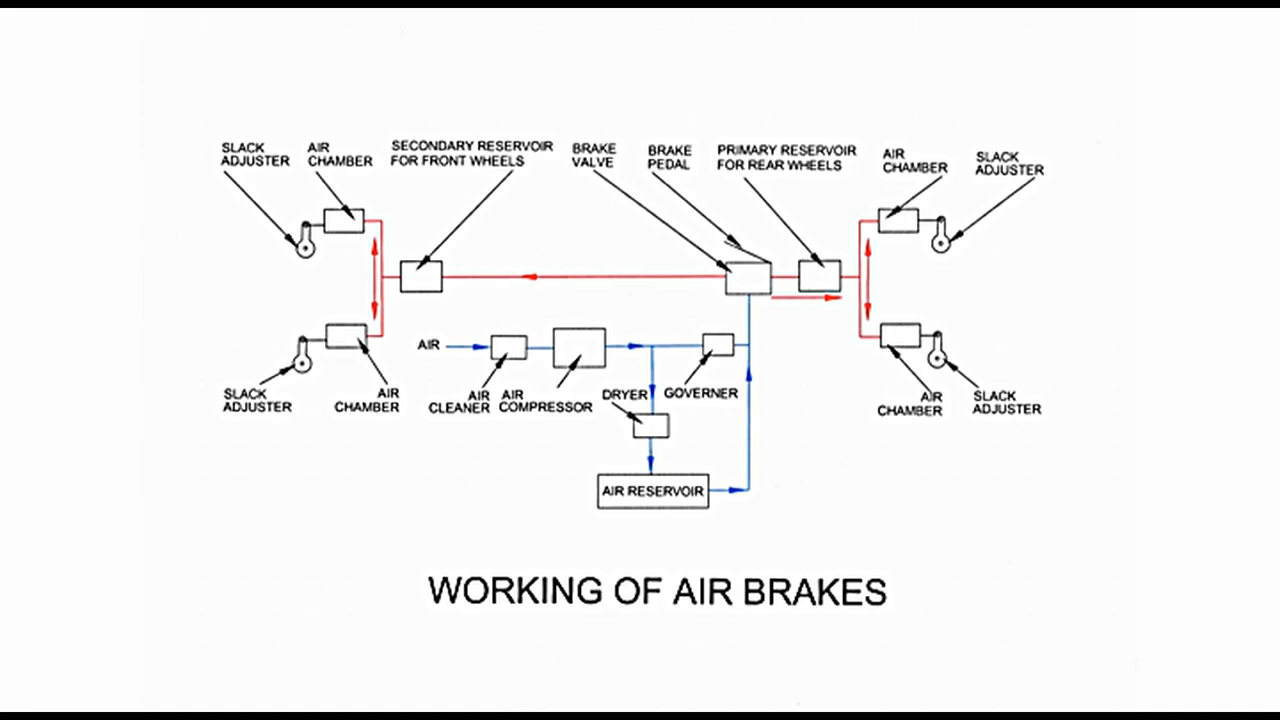 SLACK
ADJUSTER
AIR
CHAMBER
SECONDARY RESERVOIR
FOR FRONT WHEELS
BRAKE
VALVE
BRAKE
PEDAL
PRIMARY RESERVOIR
FOR REAR WHEELS
AIR
CHAMBER
SLACK
ADJUSTER
AIR
SLACK
ADJUSTER
AIR
CHAMBER
AIR
CLEANER
AIR
COMPRESSOR
DRYER
GOVERNER
AIR
CHAMBER
SLACK
ADJUSTER
AIR RESERVOIR
WORKING OF AIR BRAKES